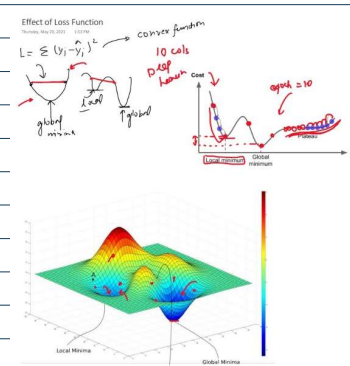 Effect of Loss Function
Thursday, May 20, 2021 1:53 PM
L = Σ (yᵢ - ŷᵢ)² → convex function
10 cols
Deep
Learn
local
global
global
minima
Cost
epoch = 10
Plateau
Local minimum
Global
minimum
A
Local Minima
Global Minima